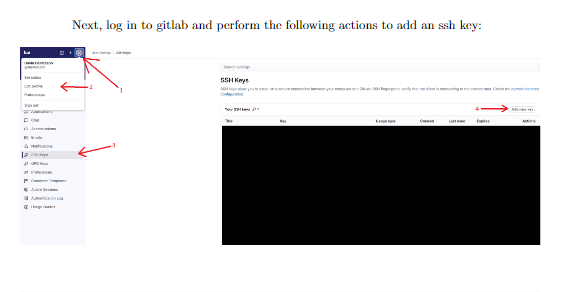 Next, log in to gitlab and perform the following actions to add an ssh key:
User Settings / SSH Keys
David Berntsson
Edit status
Edit profile
Preferences
Sign out
1
2
3
4
Applications
Chat
Access tokens
Emails
Notifications
SSH Keys
GPG Keys
Preferences
Comment Templates
Active Sessions
Authentication Log
Usage Quotas
Search settings
SSH Keys
SSH keys allow you to establish a secure connection between your computer and GitLab. SSH fingerprints verify that the client is connecting to the correct host. Check the current instance
configuration.
Your SSH keys
Add new key
Title Key Usage type Created Last used Expires Actions